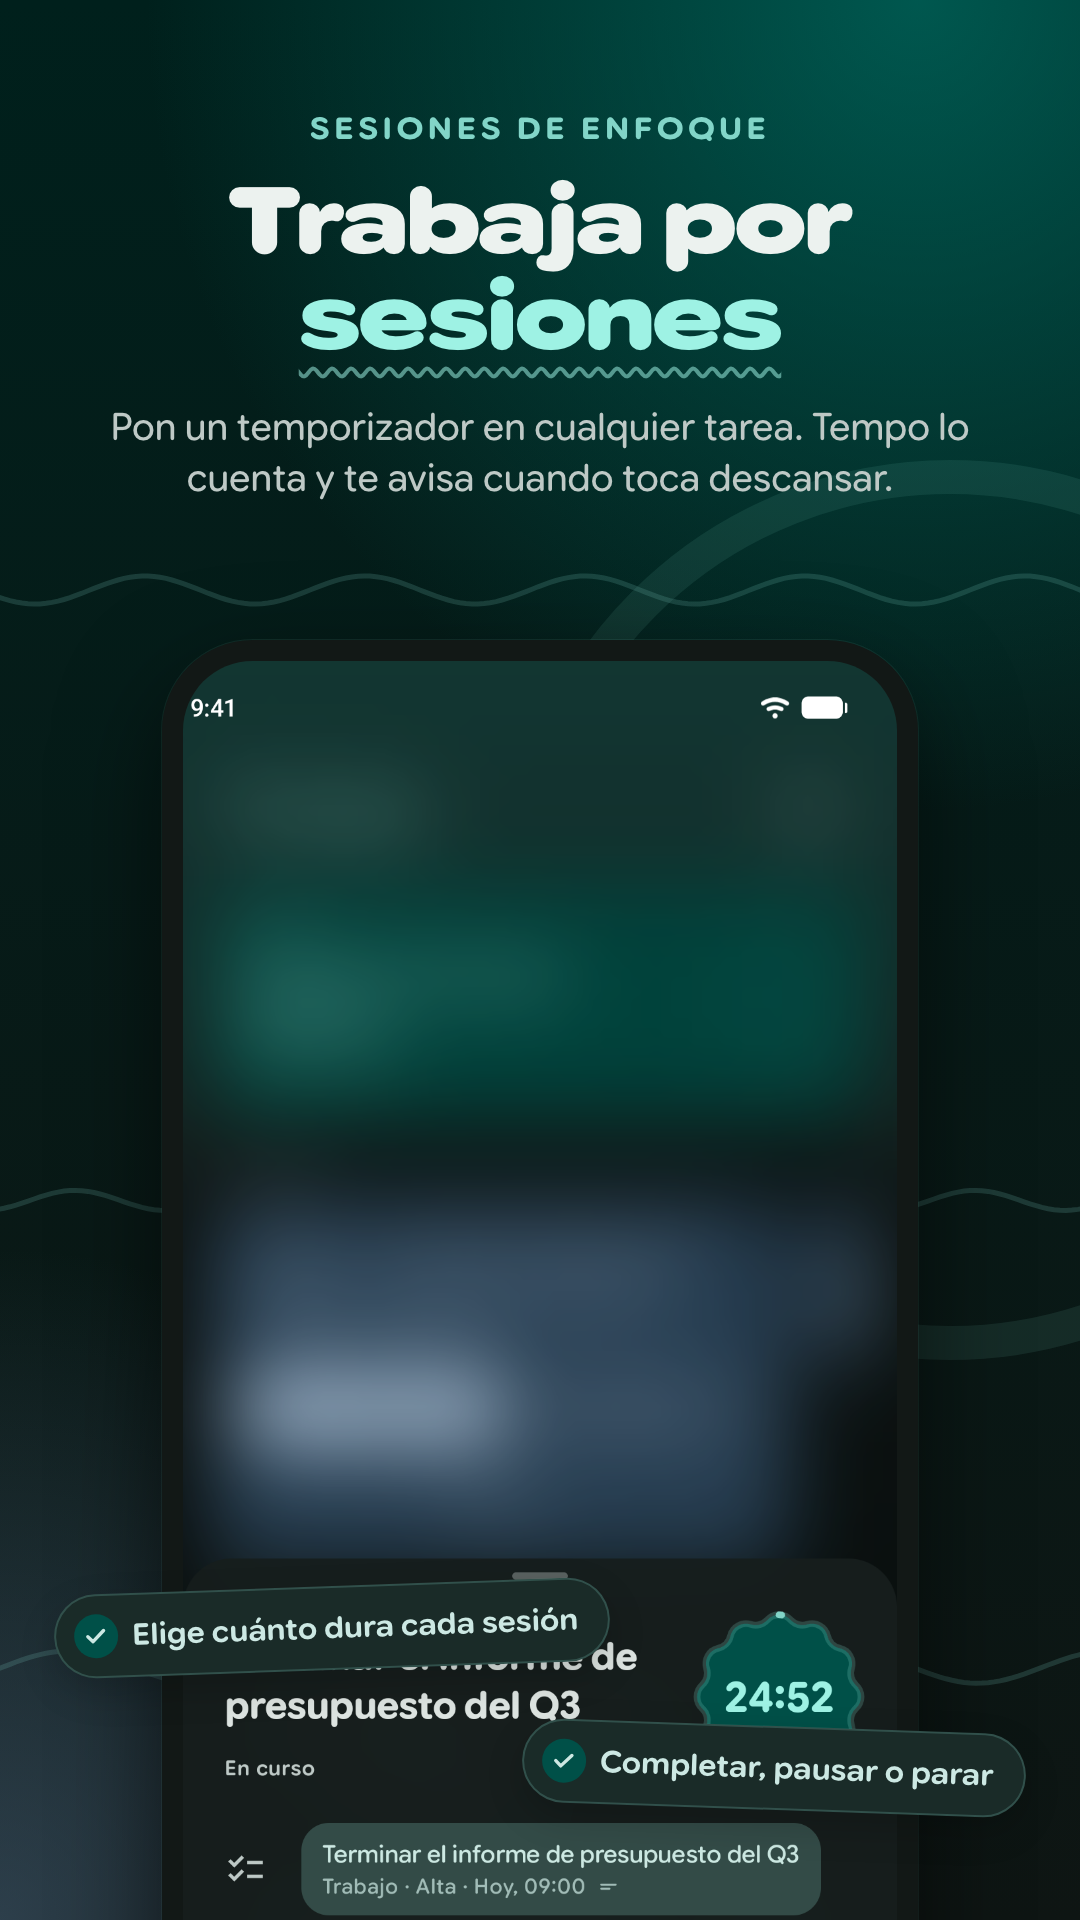 SESIONES DE ENFOQUE
Trabaja por
sesiones
Pon un temporizador en cualquier tarea. Tempo lo
cuenta y te avisa cuando toca descansar.
9:41
Elige cuánto dura cada sesión
informe de
presupuesto del Q3
24:52
En curso
Completar, pausar o parar
Terminar el informe de presupuesto del Q3
Trabajo · Alta · Hoy, 09:00